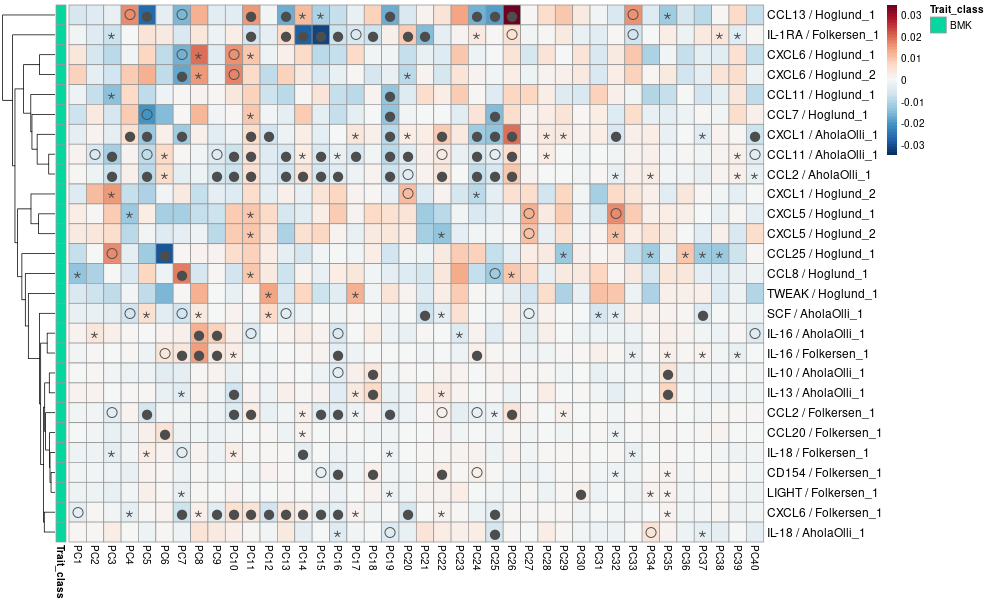 CCL13 / Hoglund_1
IL-1RA / Folkersen_1
CXCL6 / Hoglund_1
CXCL6 / Hoglund_2
CCL11 / Hoglund_1
CCL7 / Hoglund_1
CXCL1 / AholaOlli_1
CCL11 / AholaOlli_1
CCL2 / AholaOlli_1
CXCL1 / Hoglund_2
CXCL5 / Hoglund_1
CXCL5 / Hoglund_2
CCL25 / Hoglund_1
CCL8 / Hoglund_1
TWEAK / Hoglund_1
SCF / AholaOlli_1
IL-16 / AholaOlli_1
IL-16 / Folkersen_1
IL-10 / AholaOlli_1
IL-13 / AholaOlli_1
CCL2 / Folkersen_1
CCL20 / Folkersen_1
IL-18 / Folkersen_1
CD154 / Folkersen_1
LIGHT / Folkersen_1
CXCL6 / Folkersen_1
IL-18 / AholaOlli_1
Trait_class
PC1
PC2
PC3
PC4
PC5
PC6
PC7
PC8
PC9
PC10
PC11
PC12
PC13
PC14
PC15
PC16
PC17
PC18
PC19
PC20
PC21
PC22
PC23
PC24
PC25
PC26
PC27
PC28
PC29
PC30
PC31
PC32
PC33
PC34
PC35
PC36
PC37
PC38
PC39
PC40
0.03
0.02
0.01
0
-0.01
-0.02
-0.03
Trait_class
BMK